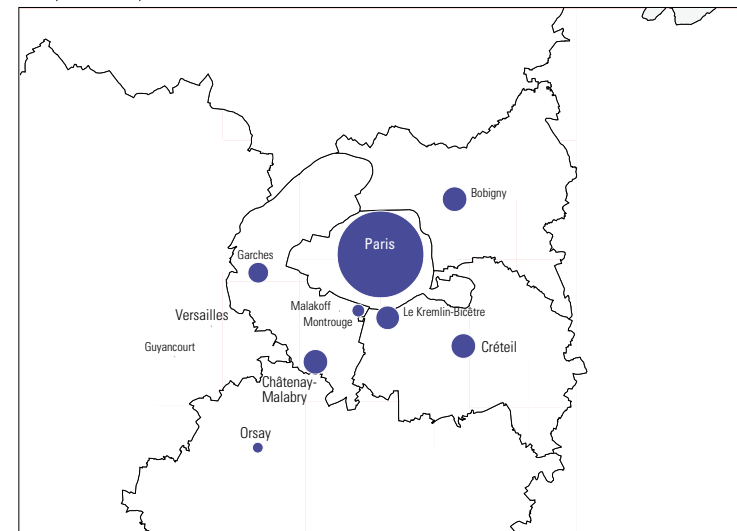 Bobigny
Paris
Garches
Malakoff
Le Kremlin-Bicêtre
Versailles
Montrouge
Guyancourt
Créteil
Châtenay-
Malabry
Orsay